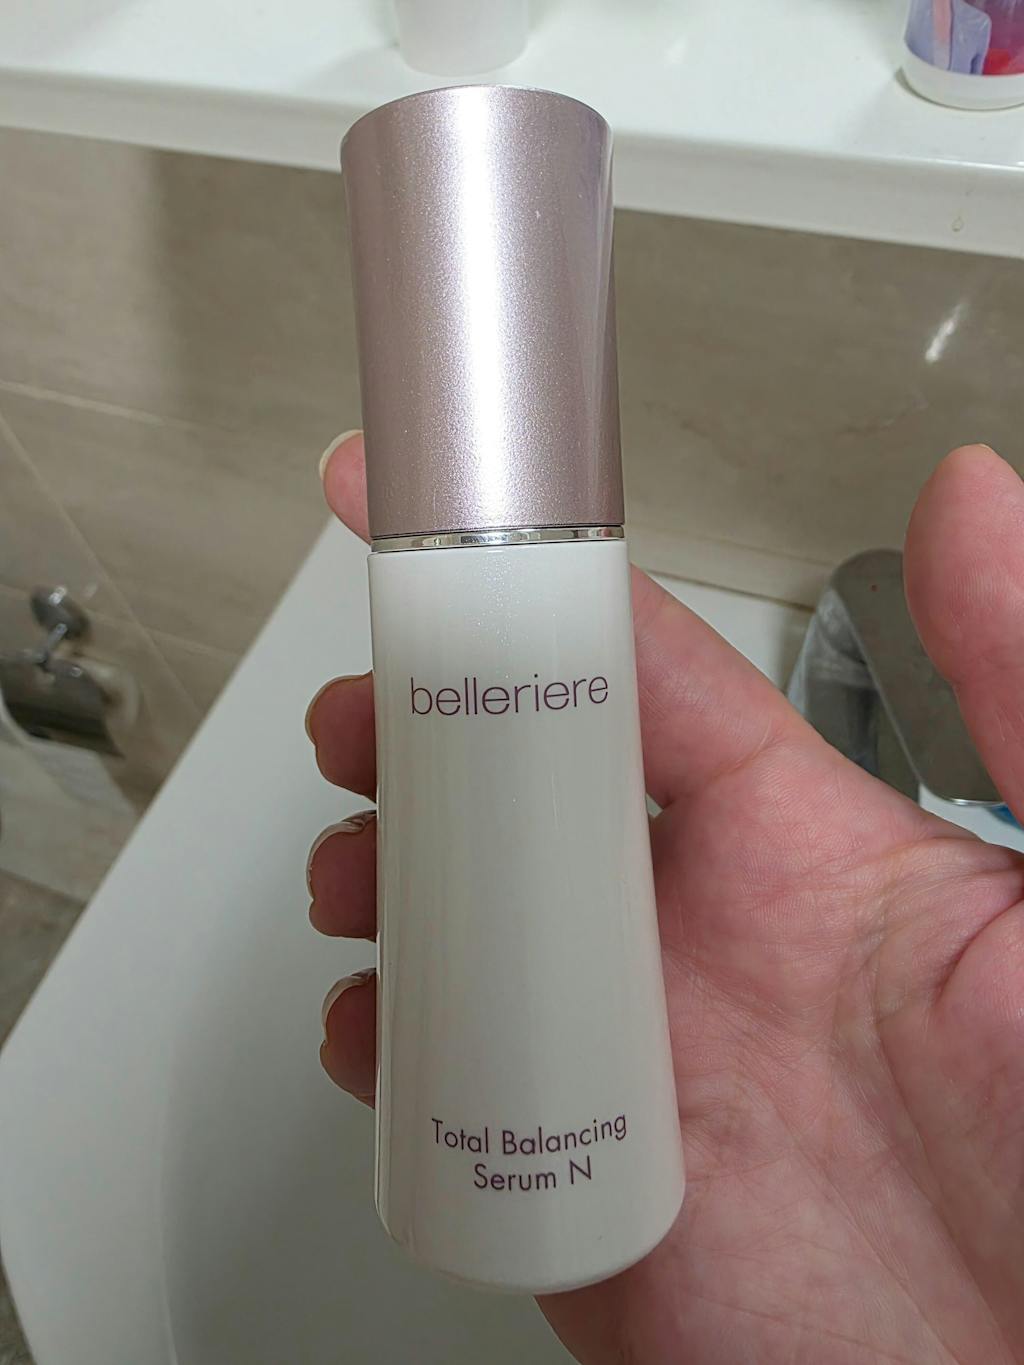 belleriere
Total Balancing
Serum N